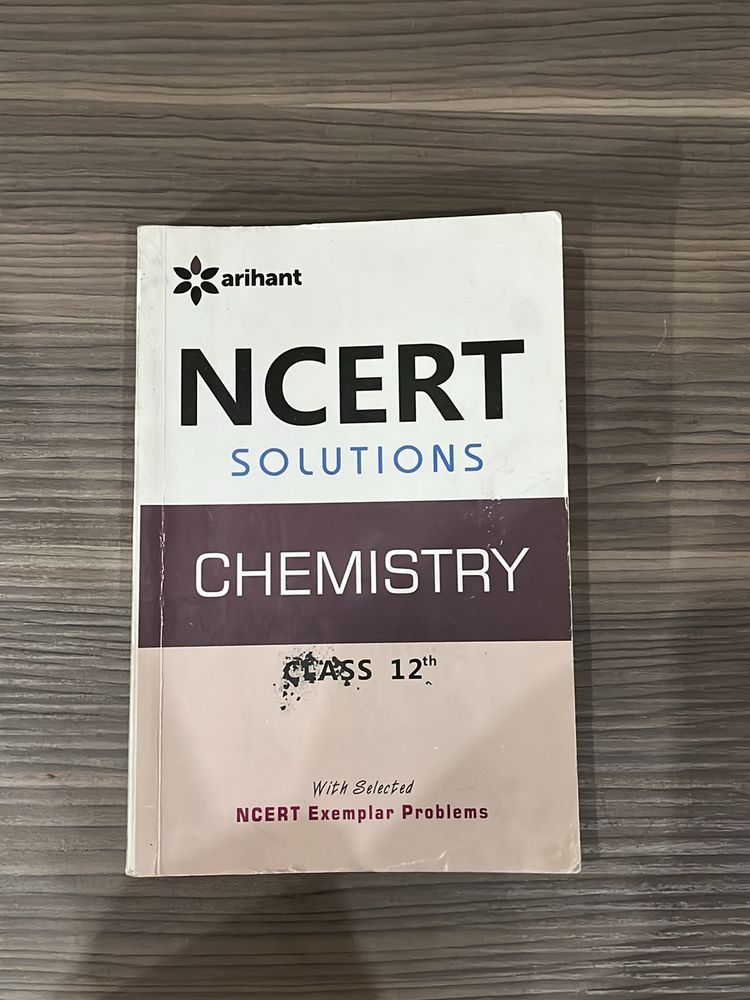 arihant
NCERT
SOLUTIONS
CHEMISTRY
CLASS 12th
With Selected
NCERT Exemplar Problems